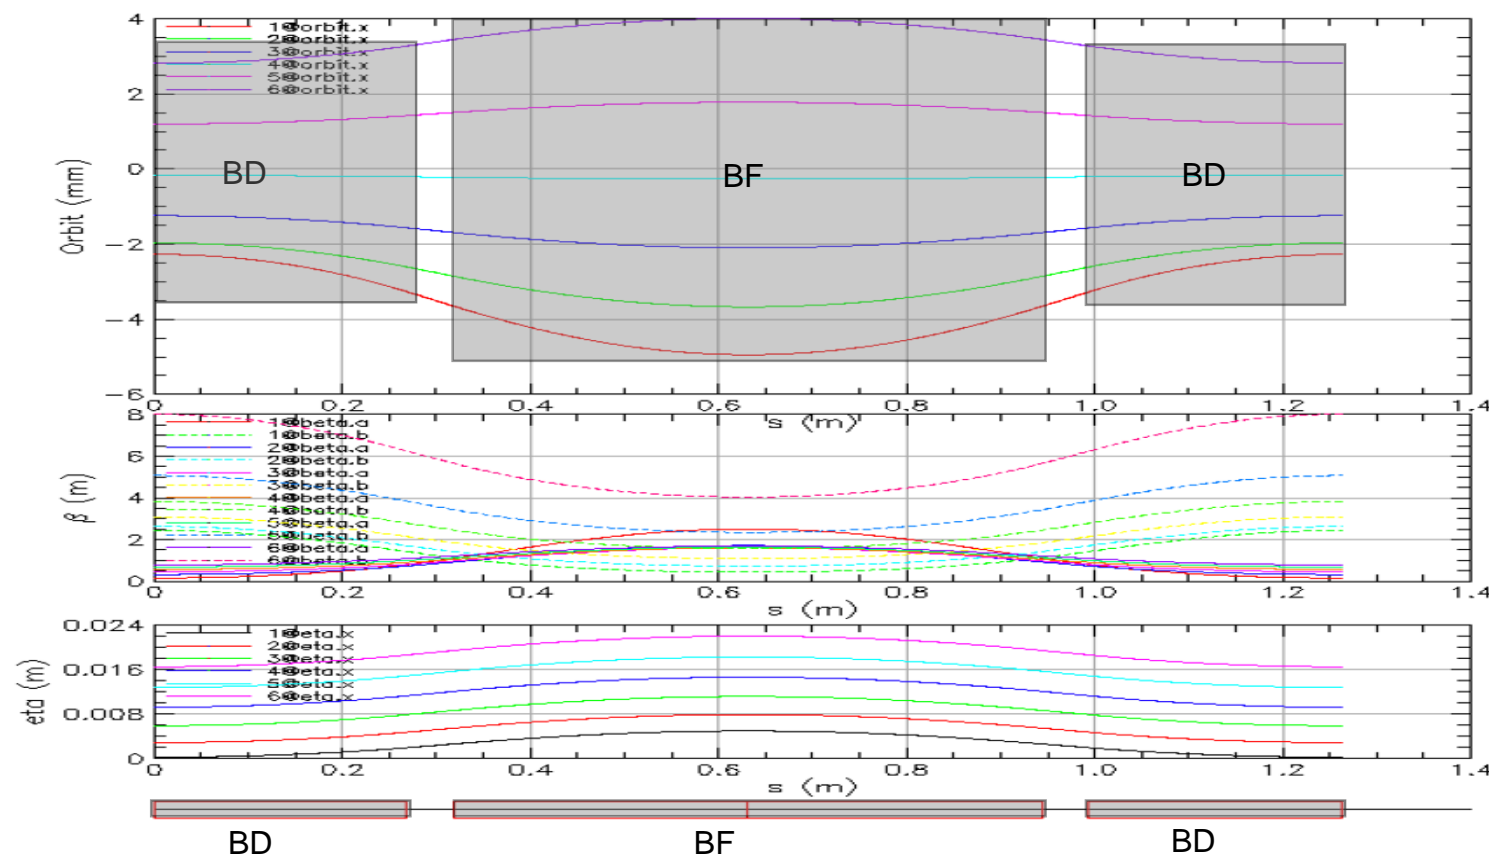 4
1@orbit.x
2@orbit.x
3@orbit.x
4@orbit.x
5@orbit.x
6@orbit.x
2
0
−2
−4
−6
Orbit (mm)
BD
BF
BD
0 0.2 0.4 0.6 0.8 1.0 1.2 1.4
s (m)
8
6
4
2
0
β (m)
1@beta.a
1@beta.b
2@beta.a
2@beta.b
3@beta.a
3@beta.b
4@beta.a
4@beta.b
5@beta.a
5@beta.b
6@beta.a
6@beta.b
0 0.2 0.4 0.6 0.8 1.0 1.2 1.4
s (m)
0.024
0.016
0.008
0
eta (m)
1@eta.x
2@eta.x
3@eta.x
4@eta.x
5@eta.x
6@eta.x
0 0.2 0.4 0.6 0.8 1.0 1.2 1.4
s (m)
BD
BF
BD